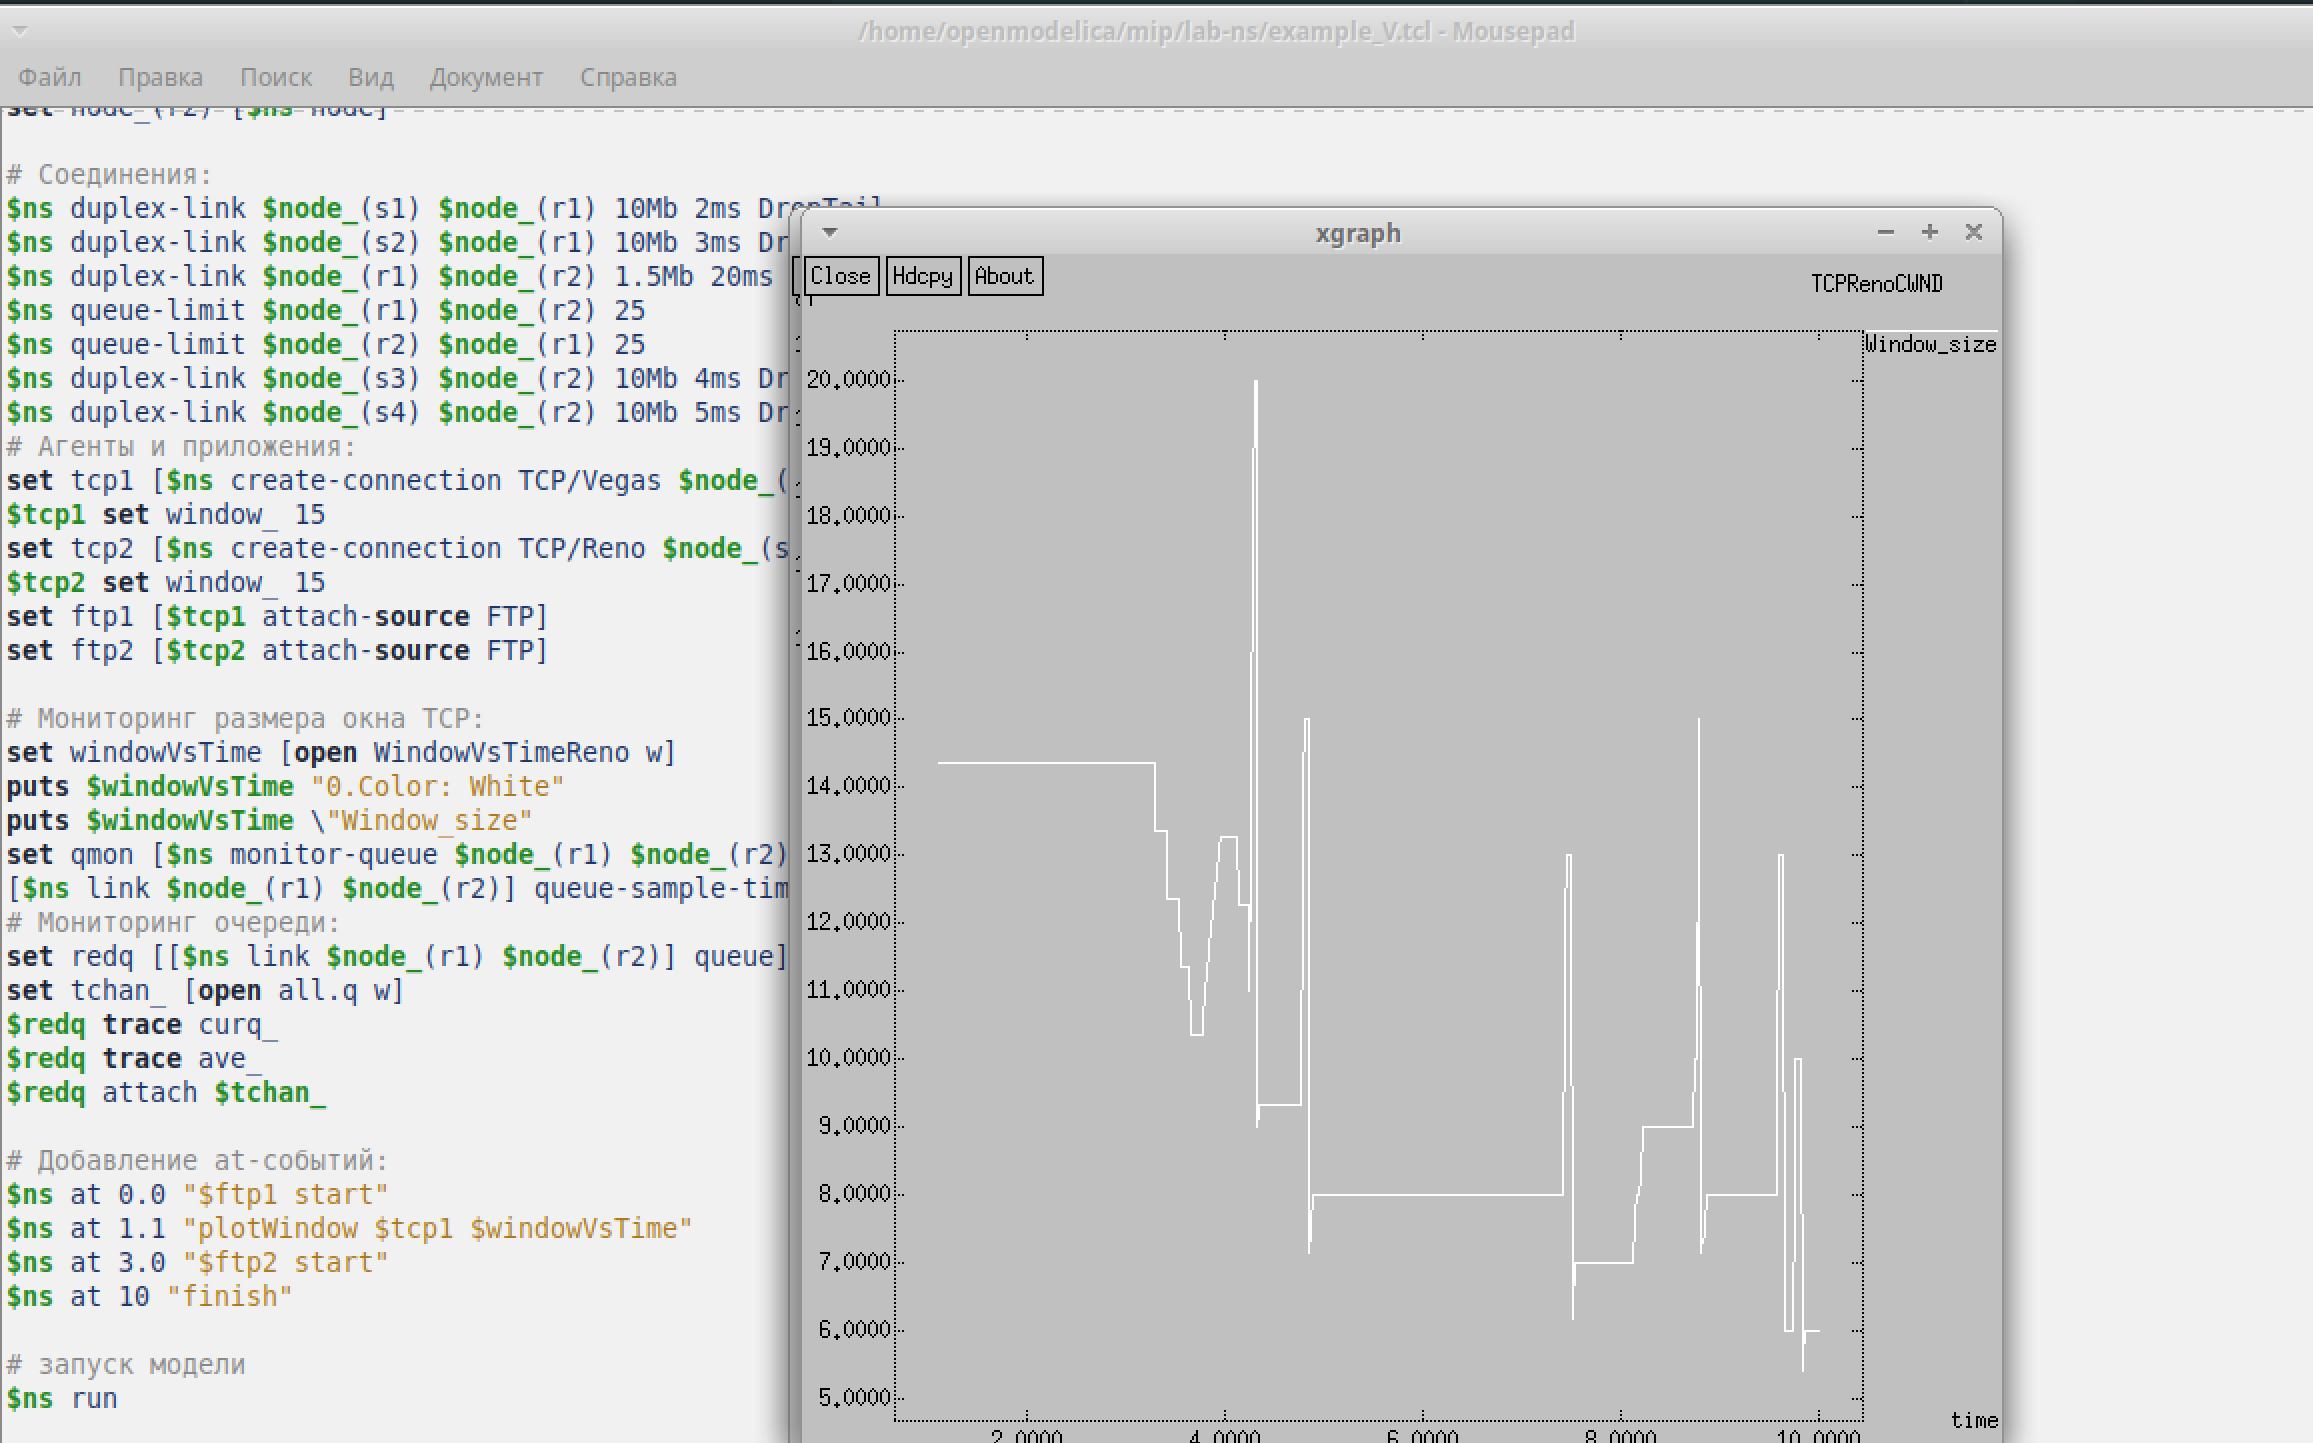 /home/openmodelica/mip/lab-ns/example_V.tcl - Mousepad
Файл Правка Поиск Вид Документ Справка
set node_(r2) [$ns node]
# Соединения:
$ns duplex-link $node_(s1) $node_(r1) 10Mb 2ms DropTail
$ns duplex-link $node_(s2) $node_(r1) 10Mb 3ms Dr
$ns duplex-link $node_(r1) $node_(r2) 1.5Mb 20ms
$ns queue-limit $node_(r1) $node_(r2) 25
$ns queue-limit $node_(r2) $node_(r1) 25
$ns duplex-link $node_(s3) $node_(r2) 10Mb 4ms Dr
$ns duplex-link $node_(s4) $node_(r2) 10Mb 5ms Dr
# Агенты и приложения:
set tcp1 [$ns create-connection TCP/Vegas $node_(
$tcp1 set window_ 15
set tcp2 [$ns create-connection TCP/Reno $node_(s
$tcp2 set window_ 15
set ftp1 [$tcp1 attach-source FTP]
set ftp2 [$tcp2 attach-source FTP]
# Мониторинг размера окна TCP:
set windowVsTime [open WindowVsTimeReno w]
puts $windowVsTime "0.Color: White"
puts $windowVsTime \"Window_size"
set qmon [$ns monitor-queue $node_(r1) $node_(r2)
[$ns link $node_(r1) $node_(r2)] queue-sample-tim
# Мониторинг очереди:
set redq [[$ns link $node_(r1) $node_(r2)] queue]
set tchan_ [open all.q w]
$redq trace curq_
$redq trace ave_
$redq attach $tchan_
# Добавление at-событий:
$ns at 0.0 "$ftp1 start"
$ns at 1.1 "plotWindow $tcp1 $windowVsTime"
$ns at 3.0 "$ftp2 start"
$ns at 10 "finish"
# запуск модели
$ns run
xgraph
Close Hdcpy About
TCPRenoCWND
Window_size
20.0000
19.0000
18.0000
17.0000
16.0000
15.0000
14.0000
13.0000
12.0000
11.0000
10.0000
9.0000
8.0000
7.0000
6.0000
5.0000
time
2.0000 4.0000 6.0000 8.0000 10.0000